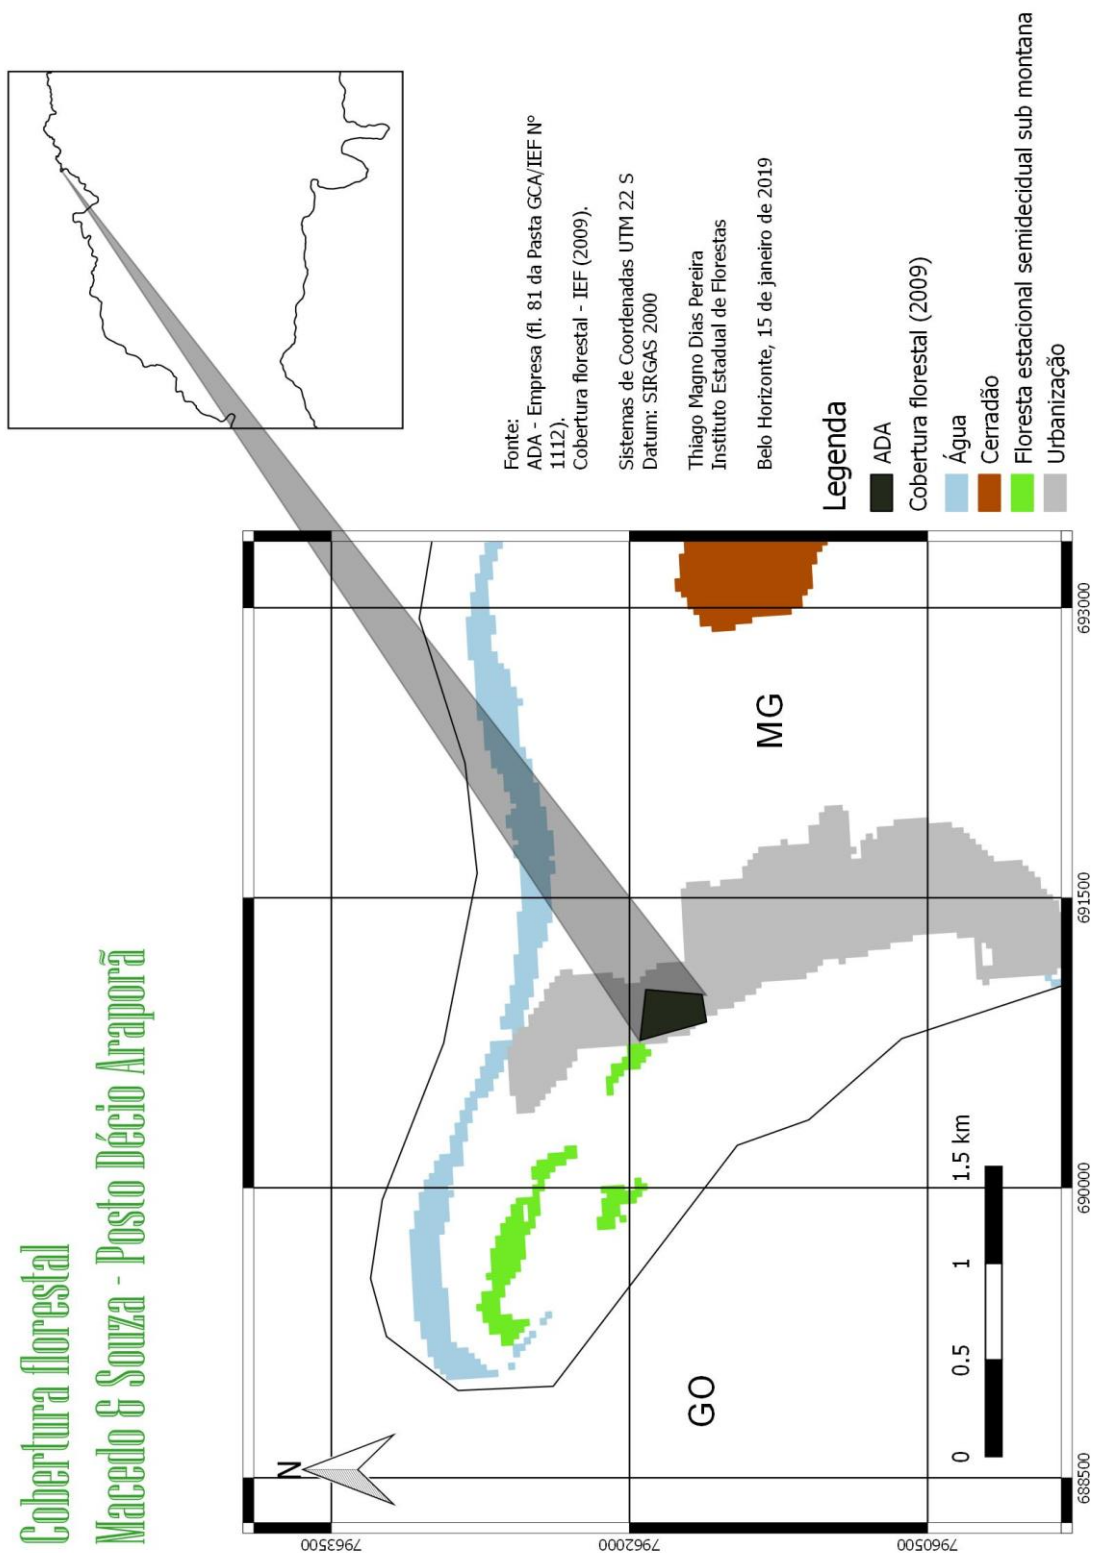 Cobertura florestal
Macedo & Souza - Posto Décio Araporã
N
GO
MG
0 0.5 1 1.5 km
688500 690000 691500 693000
7963500
7962000
7960500
Fonte:
ADA - Empresa (fl. 81 da Pasta GCA/IEF Nº
1112).
Cobertura florestal - IEF (2009).
Sistemas de Coordenadas UTM 22 S
Datum: SIRGAS 2000
Thiago Magno Dias Pereira
Instituto Estadual de Florestas
Belo Horizonte, 15 de janeiro de 2019
Legenda
ADA
Cobertura florestal (2009)
Água
Cerradão
Floresta estacional semidecidual sub montana
Urbanização